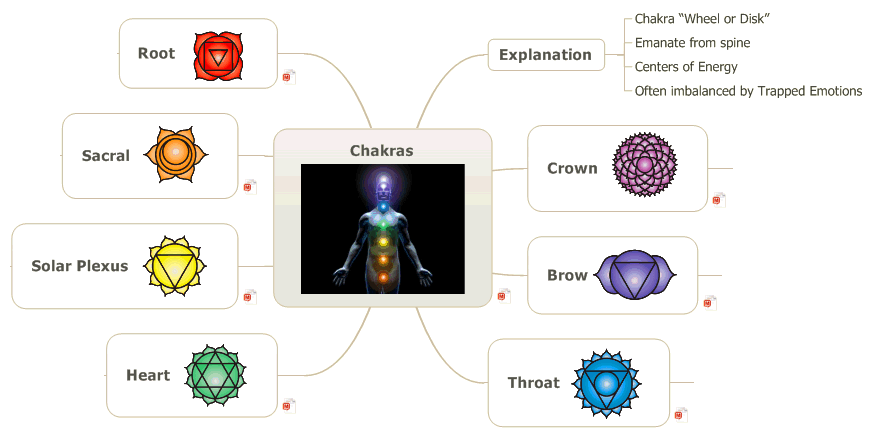 Chakras
Explanation
Chakra “Wheel or Disk”
Emanate from spine
Centers of Energy
Often imbalanced by Trapped Emotions
Crown
Brow
Throat
Root
Sacral
Solar Plexus
Heart